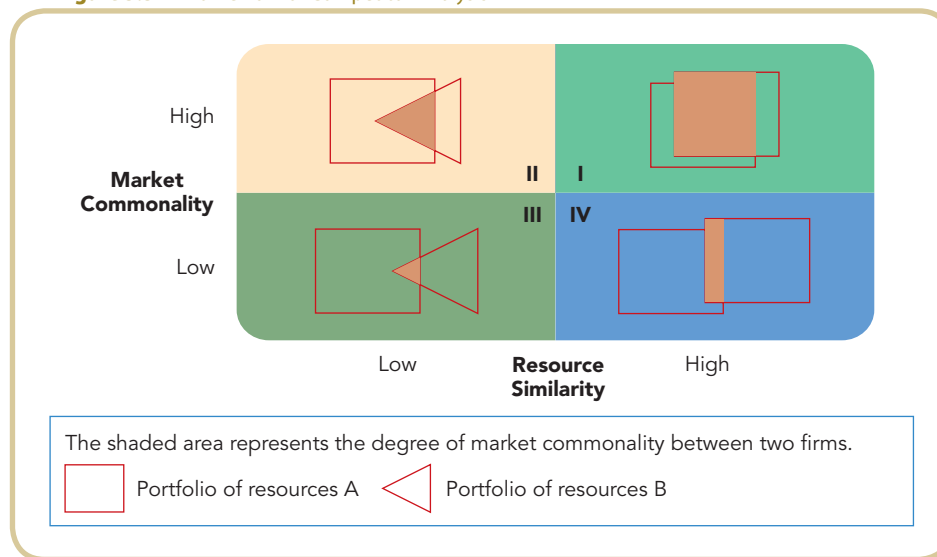 High
Market
Commonality
II
I
III
IV
Low
Low
Resource
Similarity
High
The shaded area represents the degree of market commonality between two firms.
Portfolio of resources A
Portfolio of resources B